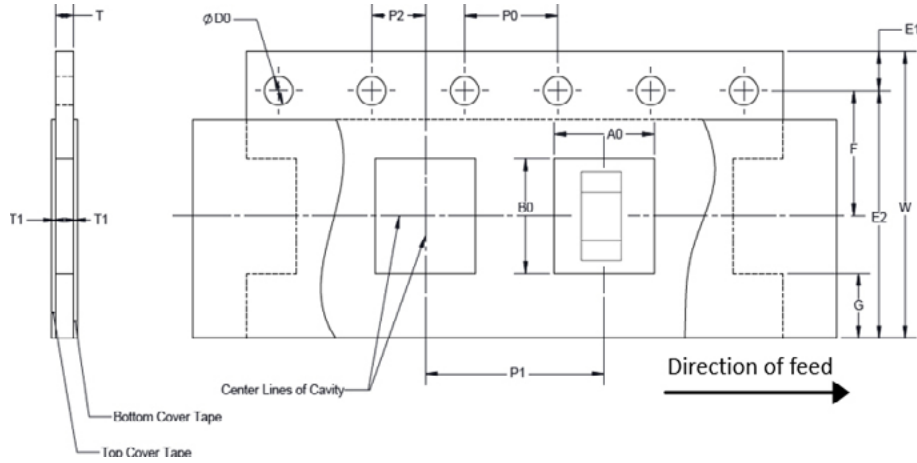 T
ϕD0
P2
P0
E1
A0
F
T1
T1
B0
E2
W
G
P1
Direction of feed
Center Lines of Cavity
Bottom Cover Tape
Top Cover Tape